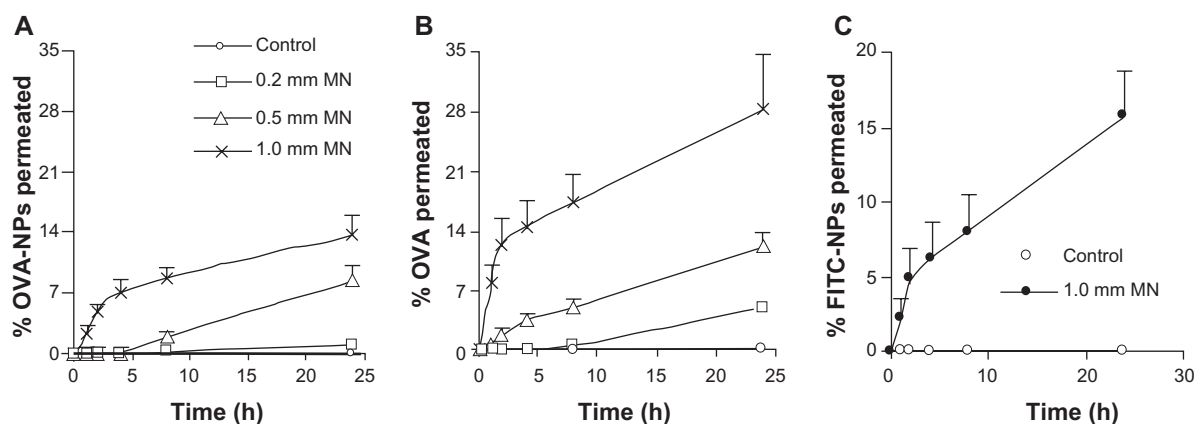 A
% OVA-NPs permeated
35
28
21
14
7
0
0 5 10 15 20 25
Time (h)
Control
0.2 mm MN
0.5 mm MN
1.0 mm MN
B
% OVA permeated
35
28
21
14
7
0
0 5 10 15 20 25
Time (h)
C
% FITC-NPs permeated
20
15
10
5
0
0 10 20 30
Time (h)
Control
1.0 mm MN